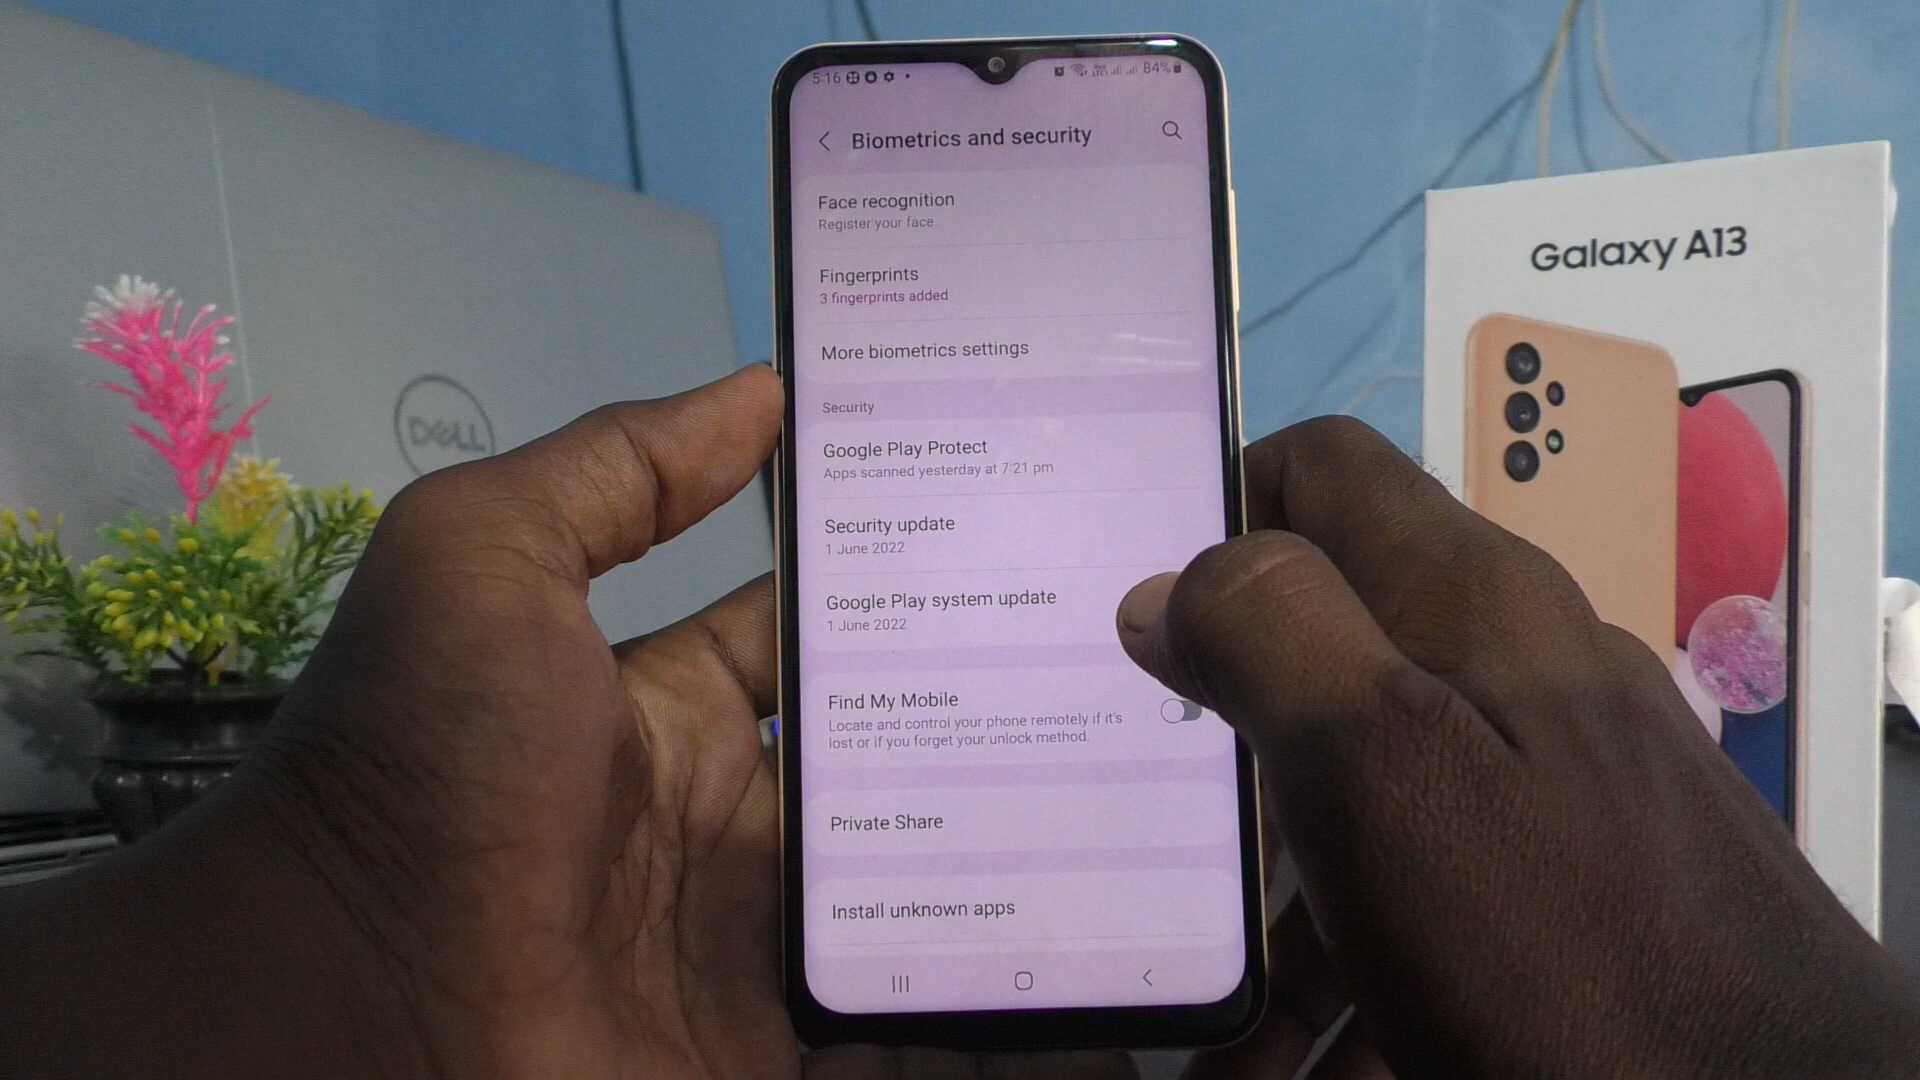 5:16
84%
Biometrics and security
Face recognition
Register your face
Fingerprints
3 fingerprints added
More biometrics settings
Security
Google Play Protect
Apps scanned yesterday at 7:21 pm
Security update
1 June 2022
Google Play system update
1 June 2022
Find My Mobile
Locate and control your phone remotely if it's
lost or if you forget your unlock method.
Private Share
Install unknown apps
DELL
Galaxy A13